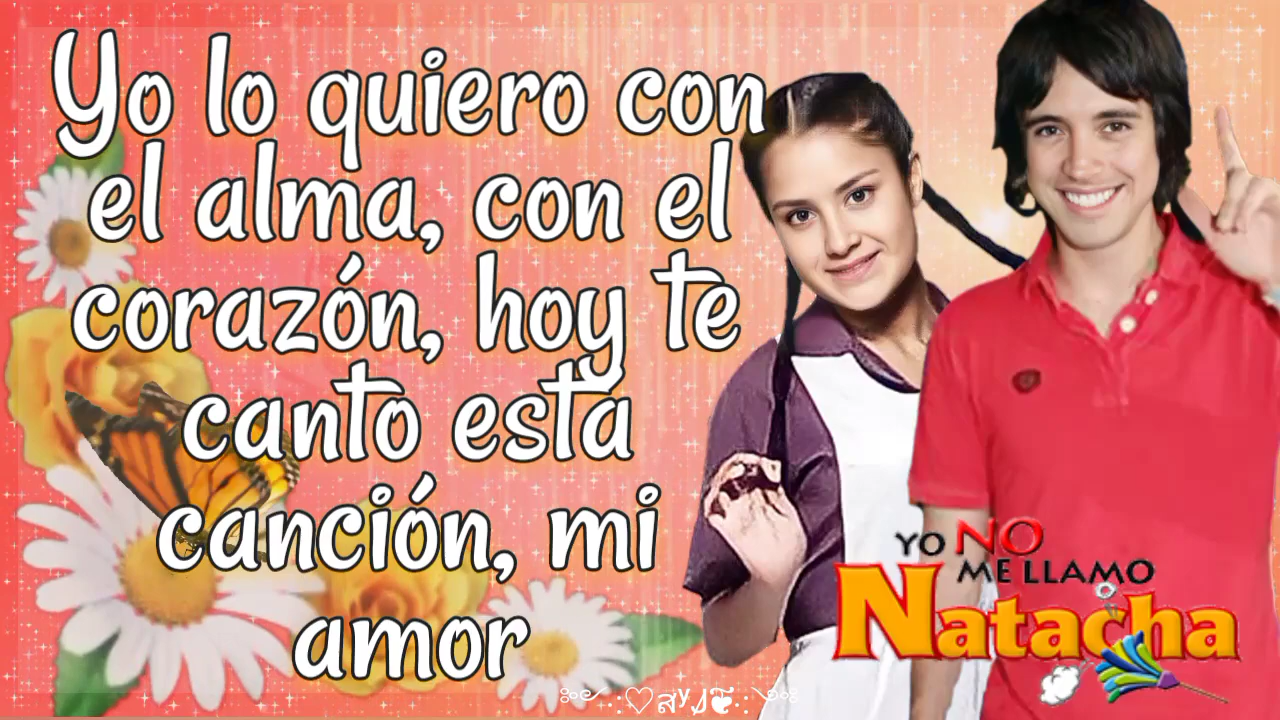 Yo lo quiero con
el alma, con el
corazón, hoy te
canto esta
canción, mi
amor
YO NO
ME LLAMO
Natacha